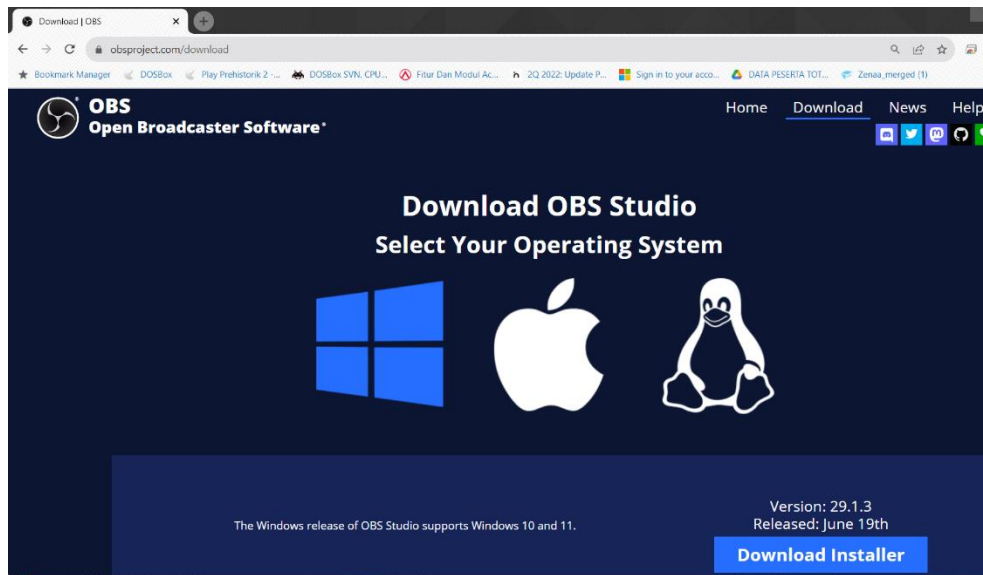 Download | OBS
obsproject.com/download
Bookmark Manager DOSBox Play Prehistorik 2 -... DOSBox SVN, CPU... Fitur Dan Modul Ac... 2Q 2022: Update P... Sign in to your acco... DATA PESERTA TOT... Zenaa_merged (1)
OBS
Open Broadcaster Software®
Home Download News Help
Download OBS Studio
Select Your Operating System
The Windows release of OBS Studio supports Windows 10 and 11.
Version: 29.1.3
Released: June 19th
Download Installer